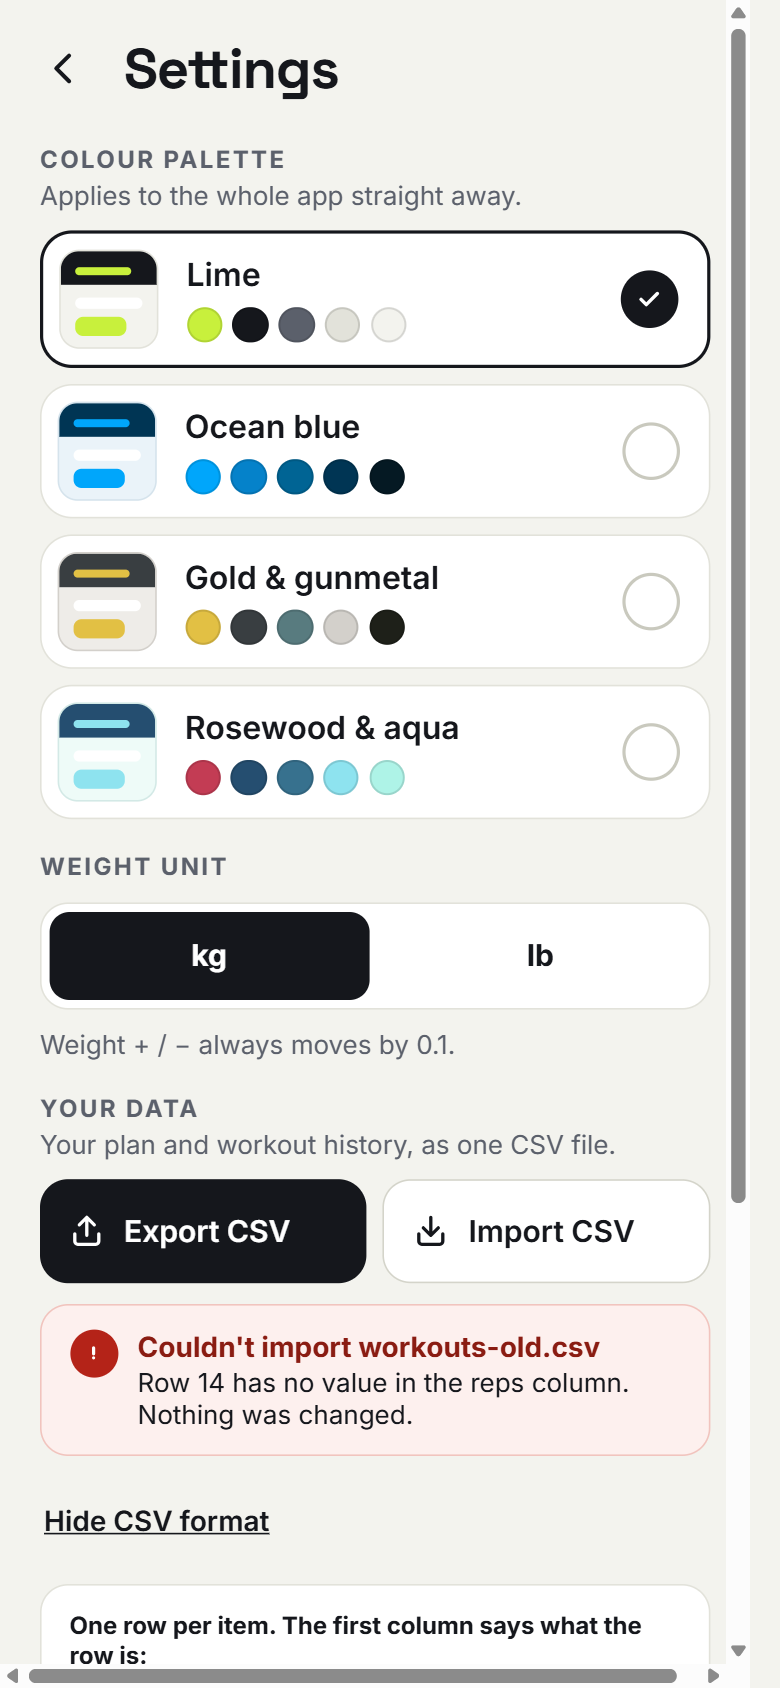 Settings
COLOUR PALETTE
Applies to the whole app straight away.
Lime
Ocean blue
Gold & gunmetal
Rosewood & aqua
WEIGHT UNIT
kg
lb
Weight + / − always moves by 0.1.
YOUR DATA
Your plan and workout history, as one CSV file.
Export CSV
Import CSV
Couldn't import workouts-old.csv
Row 14 has no value in the reps column.
Nothing was changed.
Hide CSV format
One row per item. The first column says what the
row is: